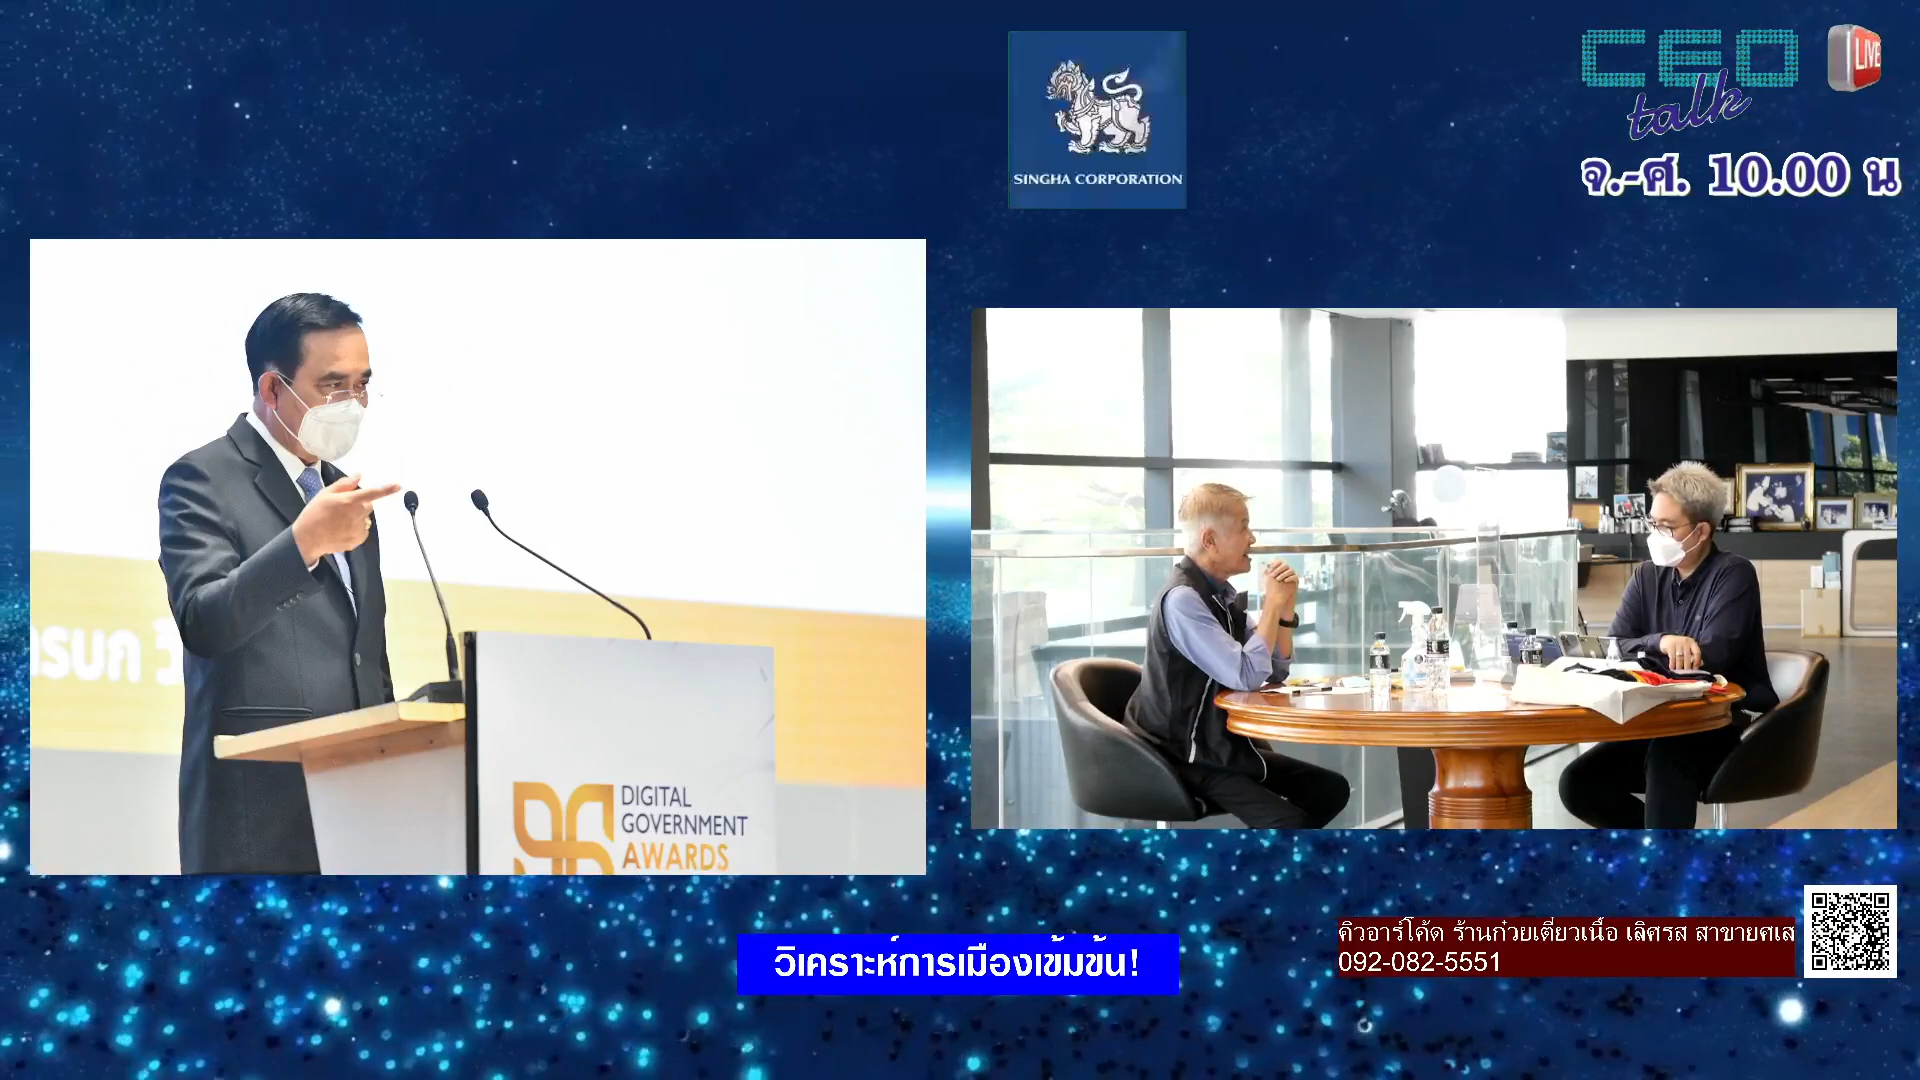 CEO
talk
LIVE
จ.-ศ. 10.00 น
SINGHA CORPORATION
DIGITAL
GOVERNMENT
AWARDS
วิเคราะห์การเมืองเข้มข้น!
คิวอาร์โค้ด ร้านก๋วยเตี่ยวเนื้อ เลิศรส สาขายศเส
092-082-5551